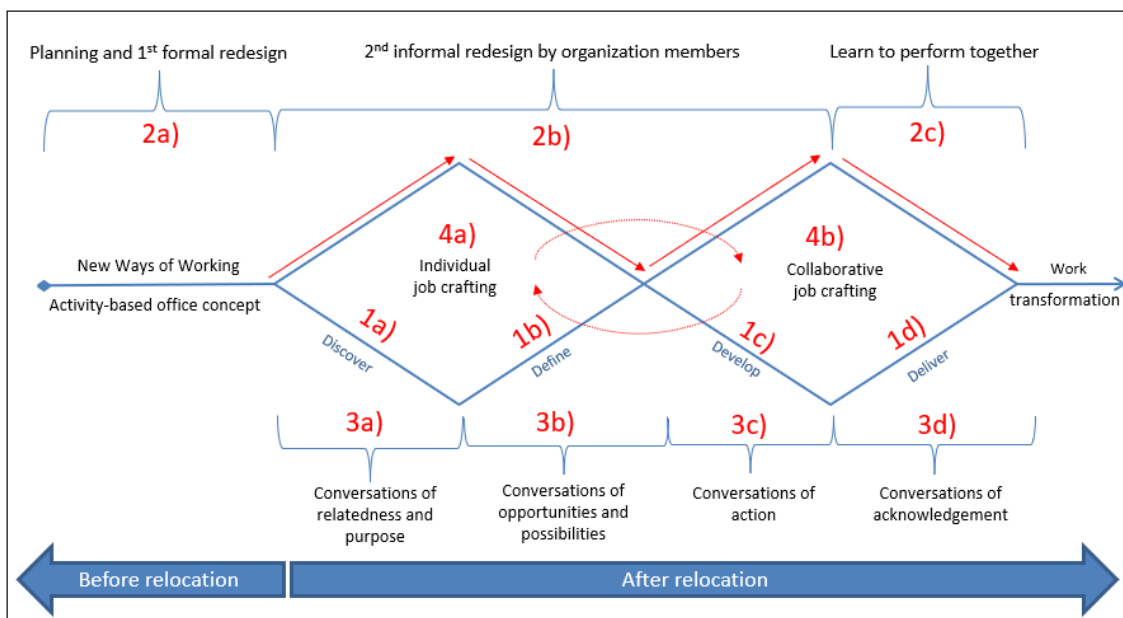 Planning and 1st formal redesign
2nd informal redesign by organization members
Learn to perform together
2a)
2b)
2c)
4a)
Individual
job crafting
4b)
Collaborative
job crafting
New Ways of Working
Activity-based office concept
Work
transformation
1a)
Discover
1b)
Define
1c)
Develop
1d)
Deliver
3a)
3b)
3c)
3d)
Conversations of
relatedness and
purpose
Conversations of
opportunities and
possibilities
Conversations of
action
Conversations of
acknowledgement
Before relocation
After relocation